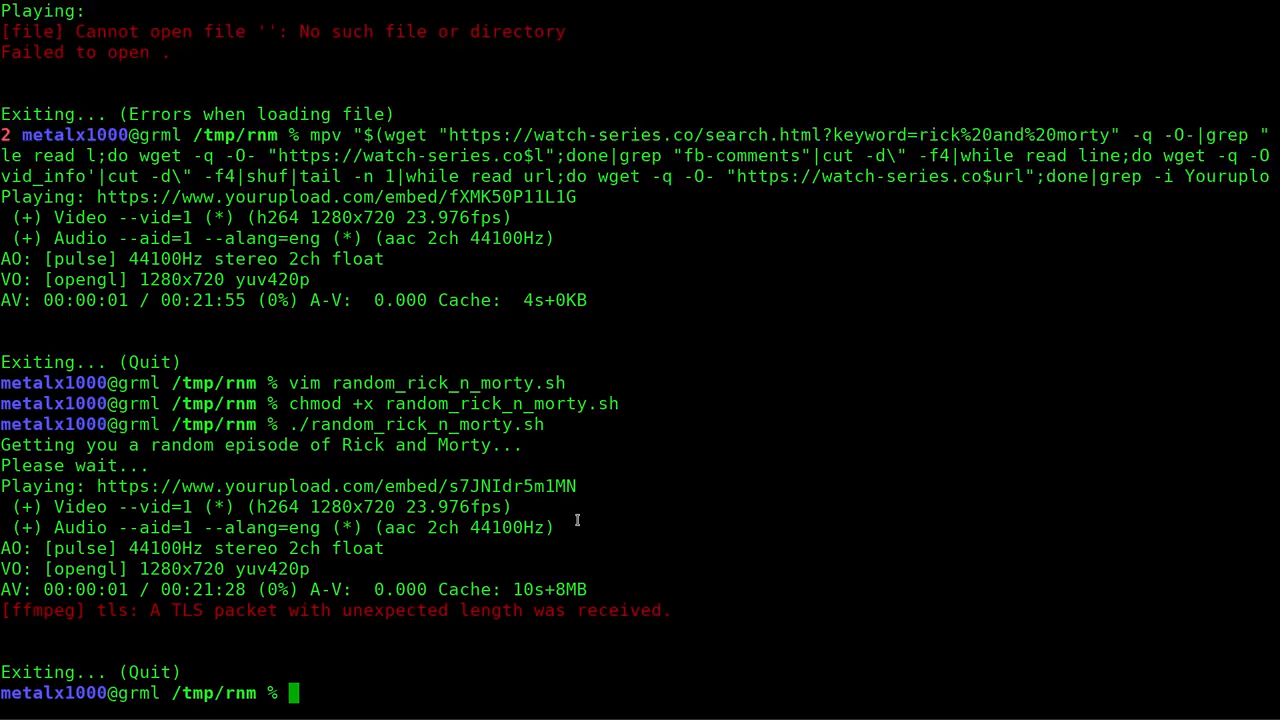 Playing:
[file] Cannot open file '': No such file or directory
Failed to open .
Exiting... (Errors when loading file)
2 metalx1000@grml /tmp/rnm % mpv "$(wget "https://watch-series.co/search.html?keyword=rick%20and%20morty" -q -O-|grep "
le read l;do wget -q -O- "https://watch-series.co$l";done|grep "fb-comments"|cut -d\" -f4|while read line;do wget -q -O
vid_info'|cut -d\" -f4|shuf|tail -n 1|while read url;do wget -q -O- "https://watch-series.co$url";done|grep -i Youruplo
Playing: https://www.yourupload.com/embed/fXMK50P11L1G
 (+) Video --vid=1 (*) (h264 1280x720 23.976fps)
 (+) Audio --aid=1 --alang=eng (*) (aac 2ch 44100Hz)
AO: [pulse] 44100Hz stereo 2ch float
VO: [opengl] 1280x720 yuv420p
AV: 00:00:01 / 00:21:55 (0%) A-V:  0.000 Cache:  4s+0KB
Exiting... (Quit)
metalx1000@grml /tmp/rnm % vim random_rick_n_morty.sh
metalx1000@grml /tmp/rnm % chmod +x random_rick_n_morty.sh
metalx1000@grml /tmp/rnm % ./random_rick_n_morty.sh
Getting you a random episode of Rick and Morty...
Please wait...
Playing: https://www.yourupload.com/embed/s7JNIdr5m1MN
 (+) Video --vid=1 (*) (h264 1280x720 23.976fps)
 (+) Audio --aid=1 --alang=eng (*) (aac 2ch 44100Hz)
AO: [pulse] 44100Hz stereo 2ch float
VO: [opengl] 1280x720 yuv420p
AV: 00:00:01 / 00:21:28 (0%) A-V:  0.000 Cache: 10s+8MB
[ffmpeg] tls: A TLS packet with unexpected length was received.
Exiting... (Quit)
metalx1000@grml /tmp/rnm %